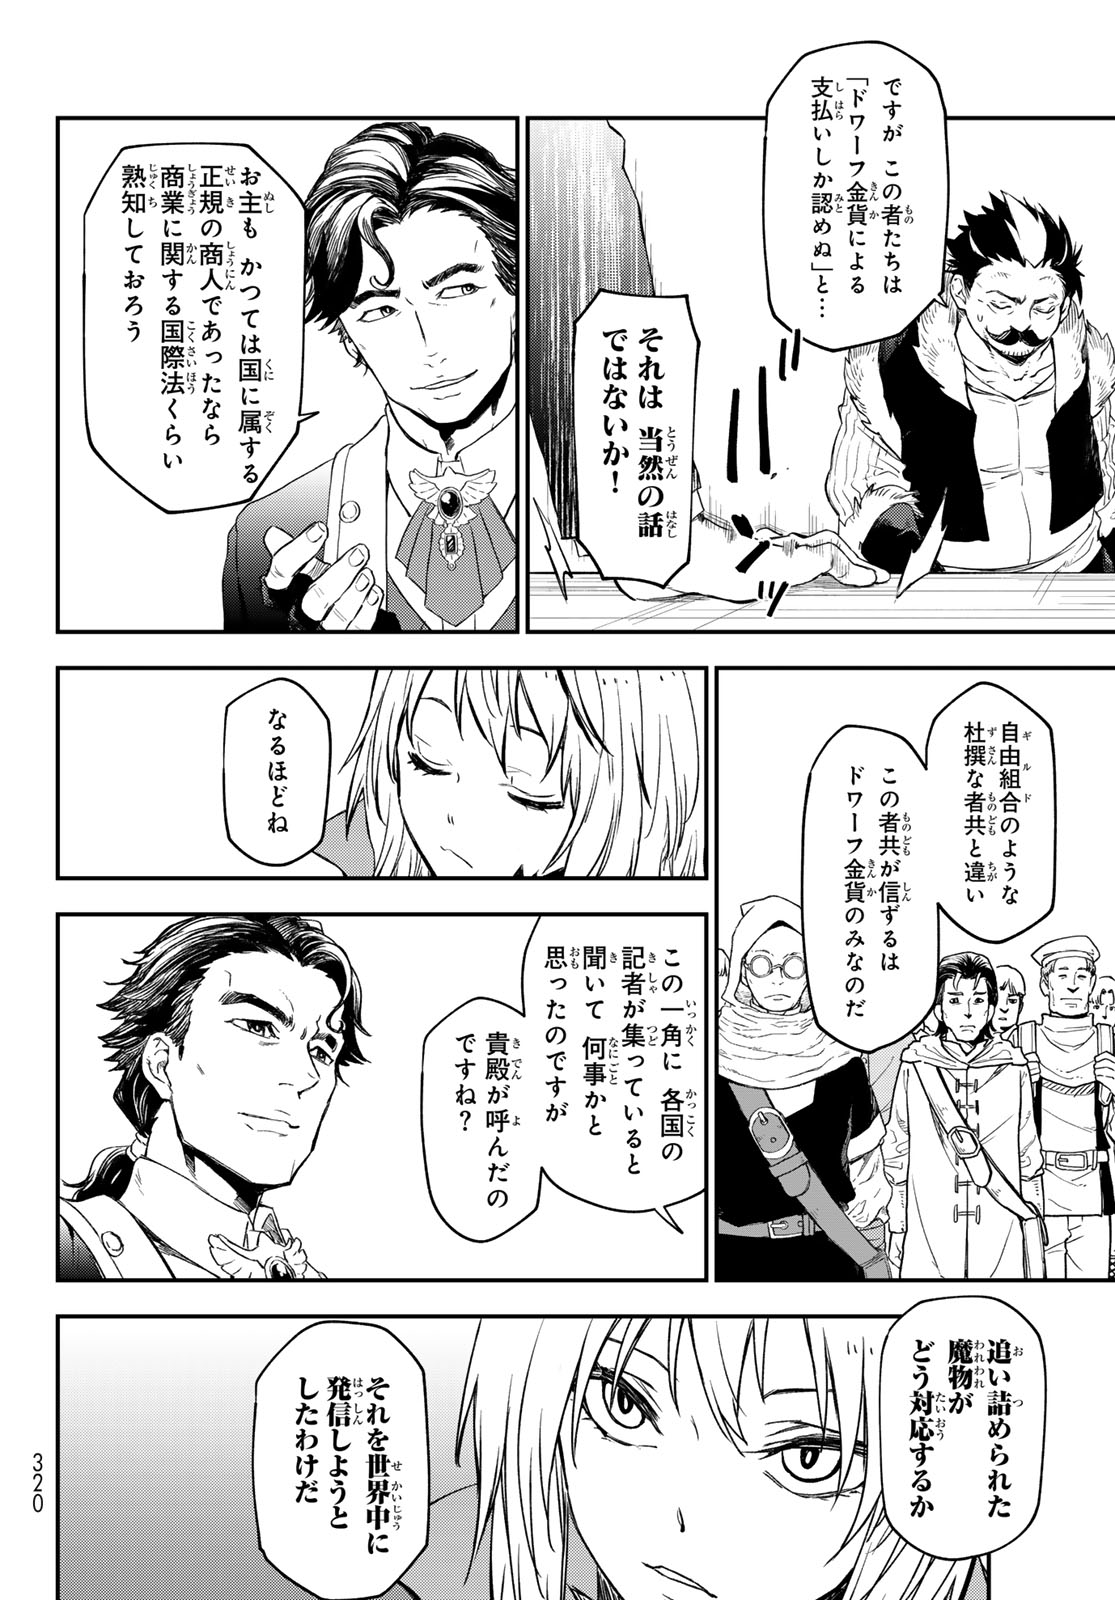 ですが この者たちは
「ドワーフ金貨による
支払いしか認めぬ」と…
それは 当然の話
ではないか!
お主も かつては国に属する
正規の商人であったなら
商業に関する国際法くらい
熟知しておろう
自由組合のような
杜撰な者共と違い
この者共が信ずるは
ドワーフ金貨のみなのだ
なるほどね
この一角に 各国の
記者が集っていると
聞いて 何事かと
思ったのですが
貴殿が呼んだの
ですね?
追い詰められた
魔物が
どう対応するか
それを世界中に
発信しようと
したわけだ
320